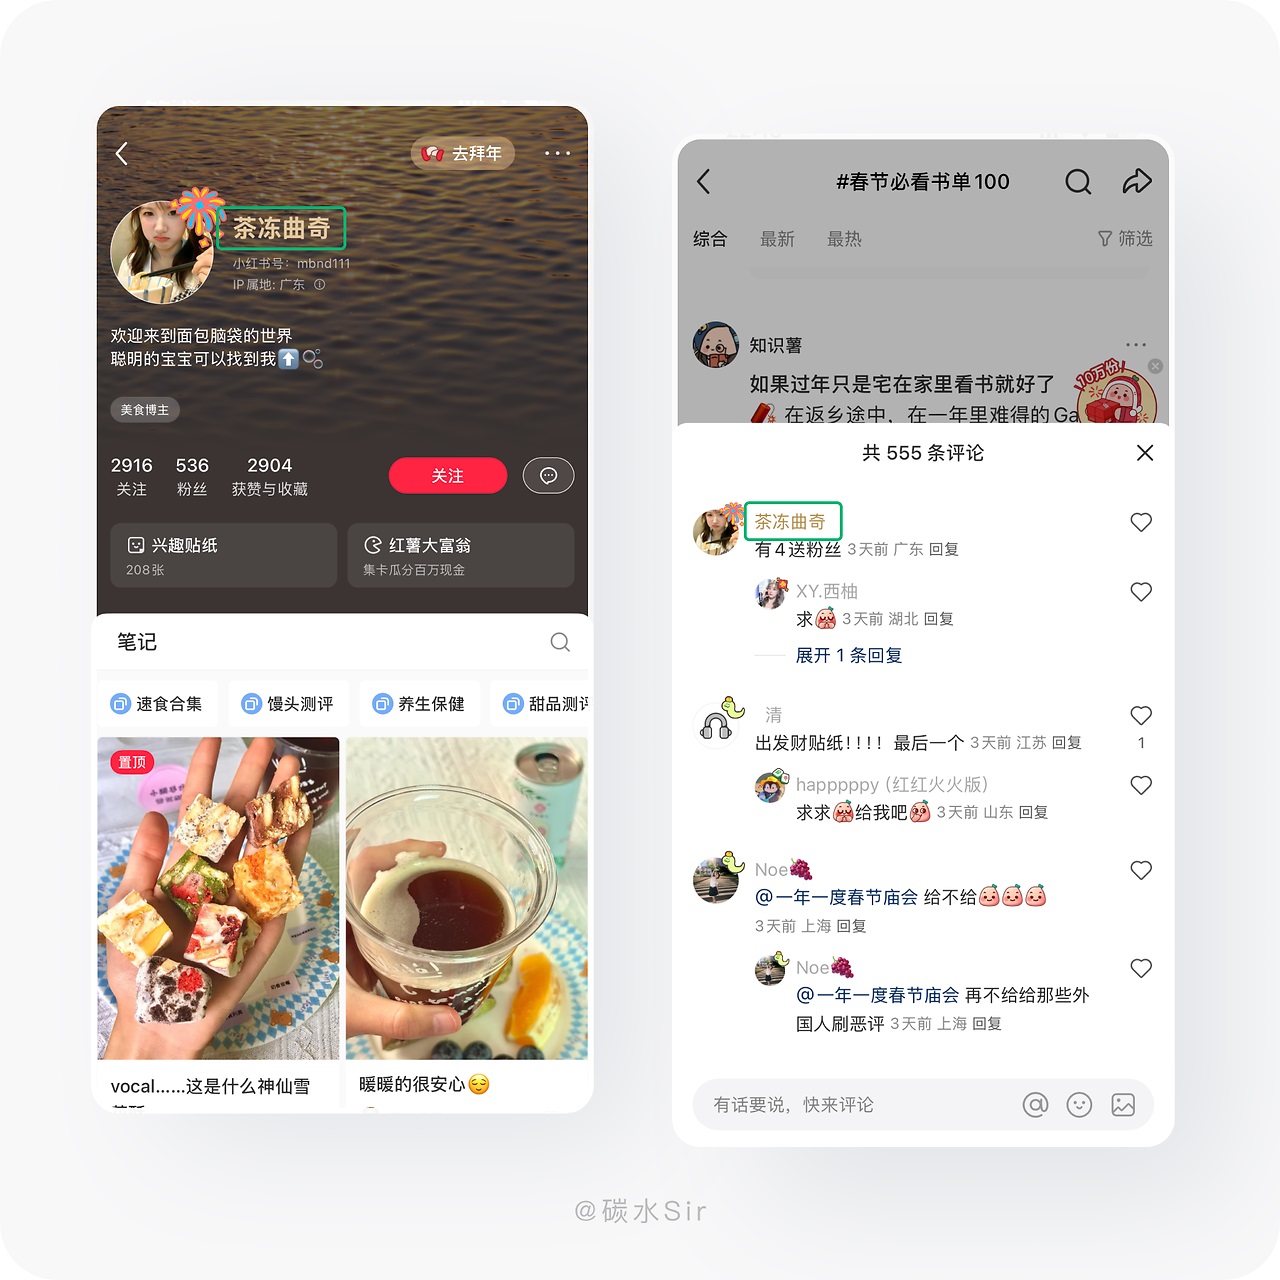 去拜年
茶冻曲奇
小红书号：mbnd111
IP属地：广东
欢迎来到面包脑袋的世界
聪明的宝宝可以找到我
美食博主
2916 536 2904
关注 粉丝 获赞与收藏
关注
兴趣贴纸
208张
红薯大富翁
集卡瓜分百万现金
笔记
速食合集 馒头测评 养生保健 甜品测评
置顶
vocal……这是什么神仙雪
暖暖的很安心😌
#春节必看书单100
综合 最新 最热 筛选
知识薯
如果过年只是宅在家里看书就好了
🧨 在返乡途中，在一年里难得的Ga
10万份!
共 555 条评论
茶冻曲奇
有4送粉丝 3天前 广东 回复
XY.西柚
求 3天前 湖北 回复
展开 1 条回复
清
出发财贴纸！！！！最后一个 3天前 江苏 回复
1
happpppy（红红火火版）
求求给我吧 3天前 山东 回复
Noe🍇
@一年一度春节庙会 给不给
3天前 上海 回复
Noe🍇
@一年一度春节庙会 再不给给那些外
国人刷恶评 3天前 上海 回复
有话要说，快来评论
@碳水Sir